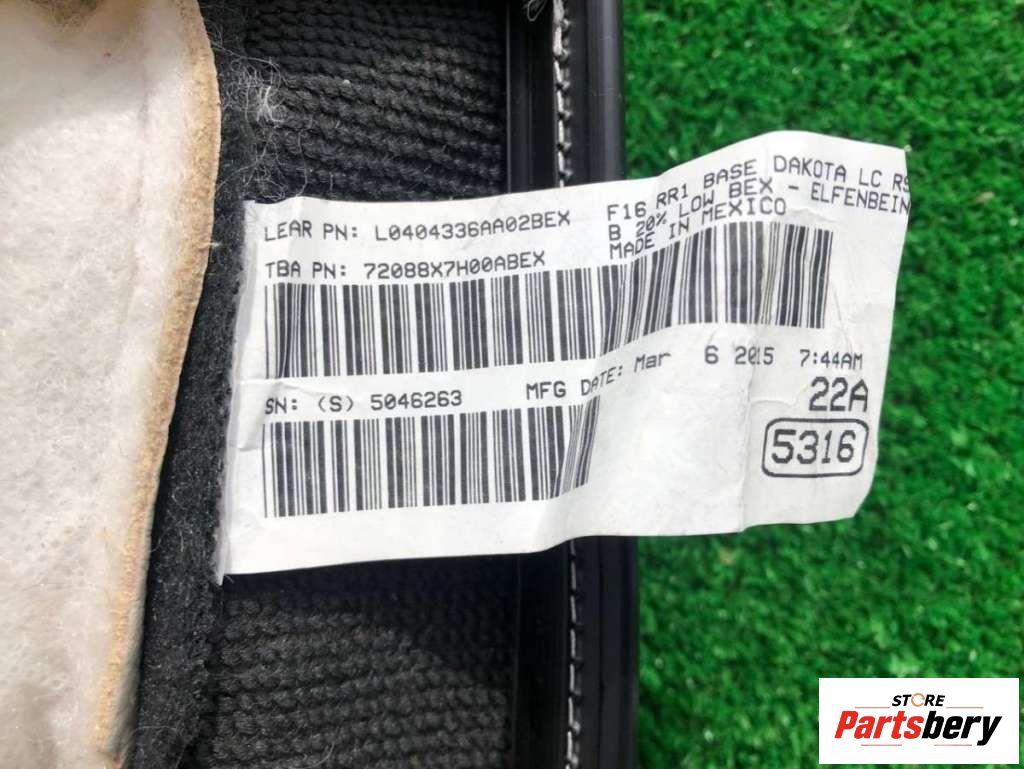 LEAR PN: L0404336AA02BEX
F16 RR1 BASE DAKOTA LC RS
B 20% LOW BEX - ELFENBEIN
MADE IN MEXICO
TBA PN: 72088X7H00ABEX
SN: (S) 5046263
MFG DATE: Mar 6 2015 7:44AM
22A
5316
STORE
Partsbery